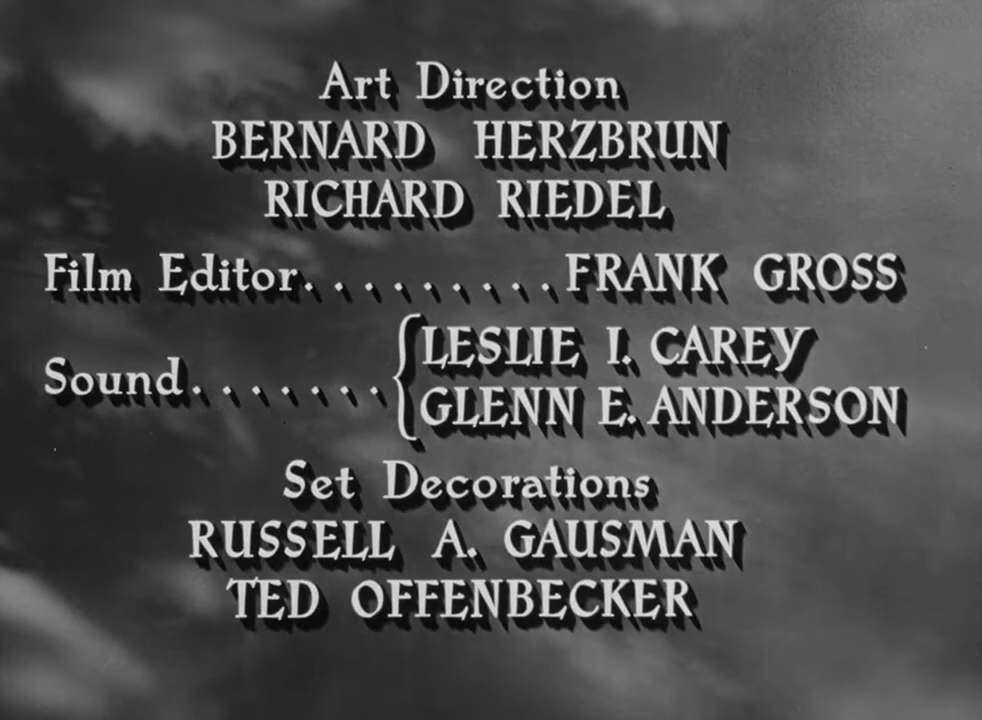 Art Direction
BERNARD HERZBRUN
RICHARD RIEDEL
Film Editor..........FRANK GROSS
Sound.......{LESLIE I. CAREY
GLENN E. ANDERSON
Set Decorations
RUSSELL A. GAUSMAN
TED OFFENBECKER